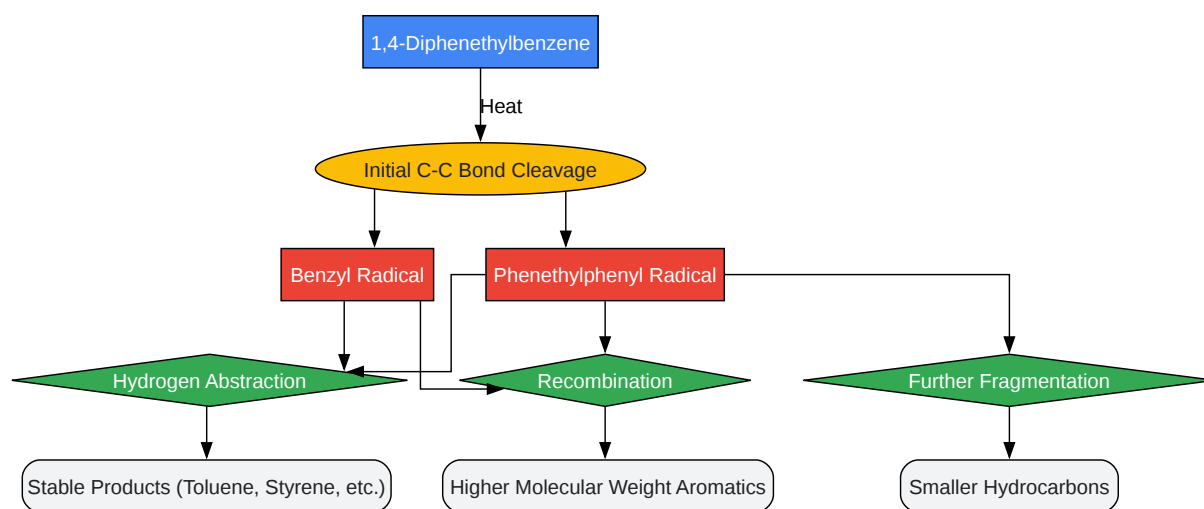 1,4-Diphenethylbenzene
Heat
Initial C-C Bond Cleavage
Benzyl Radical
Phenethylphenyl Radical
Hydrogen Abstraction
Recombination
Further Fragmentation
Stable Products (Toluene, Styrene, etc.)
Higher Molecular Weight Aromatics
Smaller Hydrocarbons